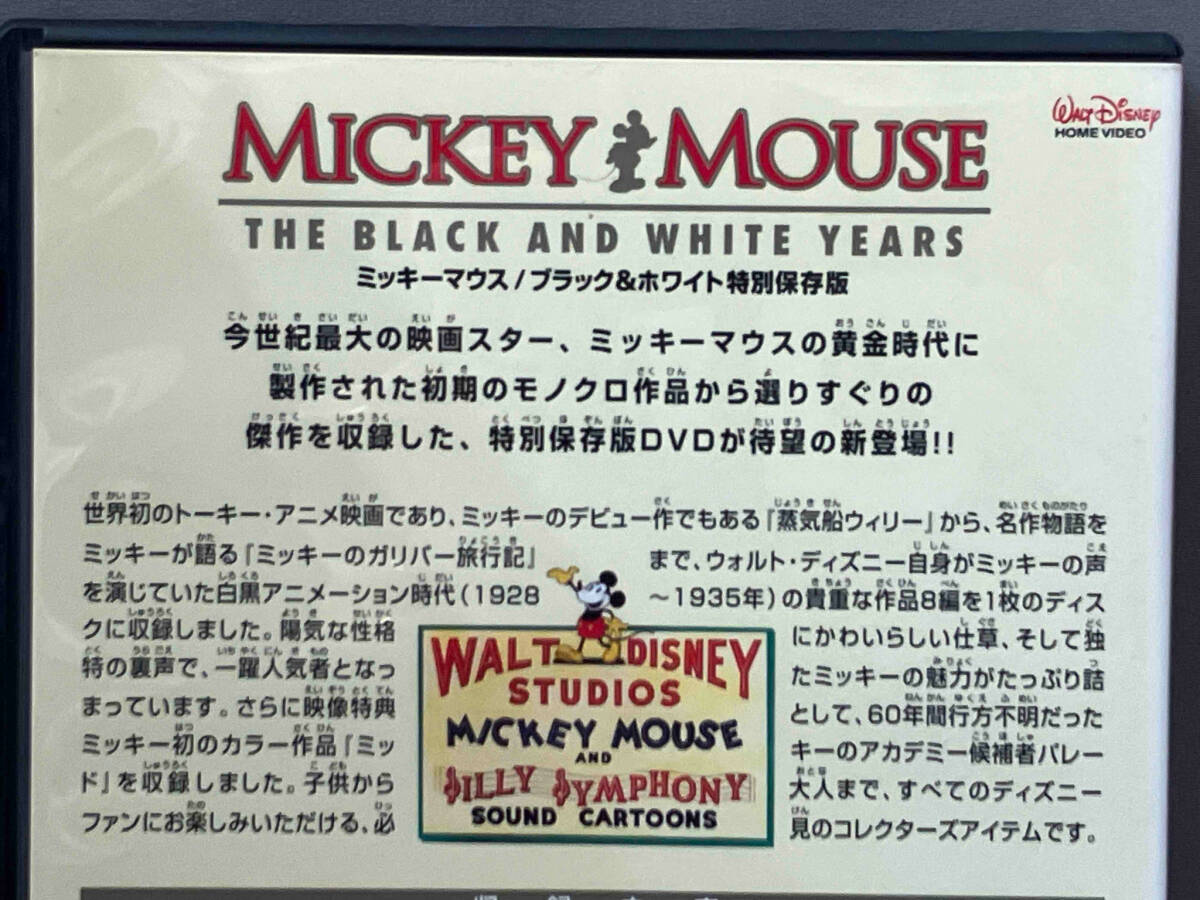 MICKEY MOUSE
WALT DISNEY
HOME VIDEO
THE BLACK AND WHITE YEARS
ミッキーマウス/ブラック&ホワイト特別保存版
今世紀最大の映画スター、ミッキーマウスの黄金時代に
製作された初期のモノクロ作品から選りすぐりの
傑作を収録した、特別保存版DVDが待望の新登場!!
世界初のトーキー・アニメ映画であり、ミッキーのデビュー作でもある『蒸気船ウィリー』から、名作物語を
ミッキーが語る『ミッキーのガリバー旅行記』まで、ウォルト・ディズニー自身がミッキーの声
を演じていた白黒アニメーション時代(1928〜1935年)の貴重な作品8編を1枚のディス
クに収録しました。陽気な性格にかわいらしい仕草、そして独
特の裏声で、一躍人気者となったミッキーの魅力がたっぷり詰
まっています。さらに映像特典として、60年間行方不明だった
ミッキー初のカラー作品『ミッキーのアカデミー候補者パレー
ド』を収録しました。子供から大人まで、すべてのディズニー
ファンにお楽しみいただける、必見のコレクターズアイテムです。
WALT DISNEY
STUDIOS
MICKEY MOUSE
AND
SILLY SYMPHONY
SOUND CARTOONS